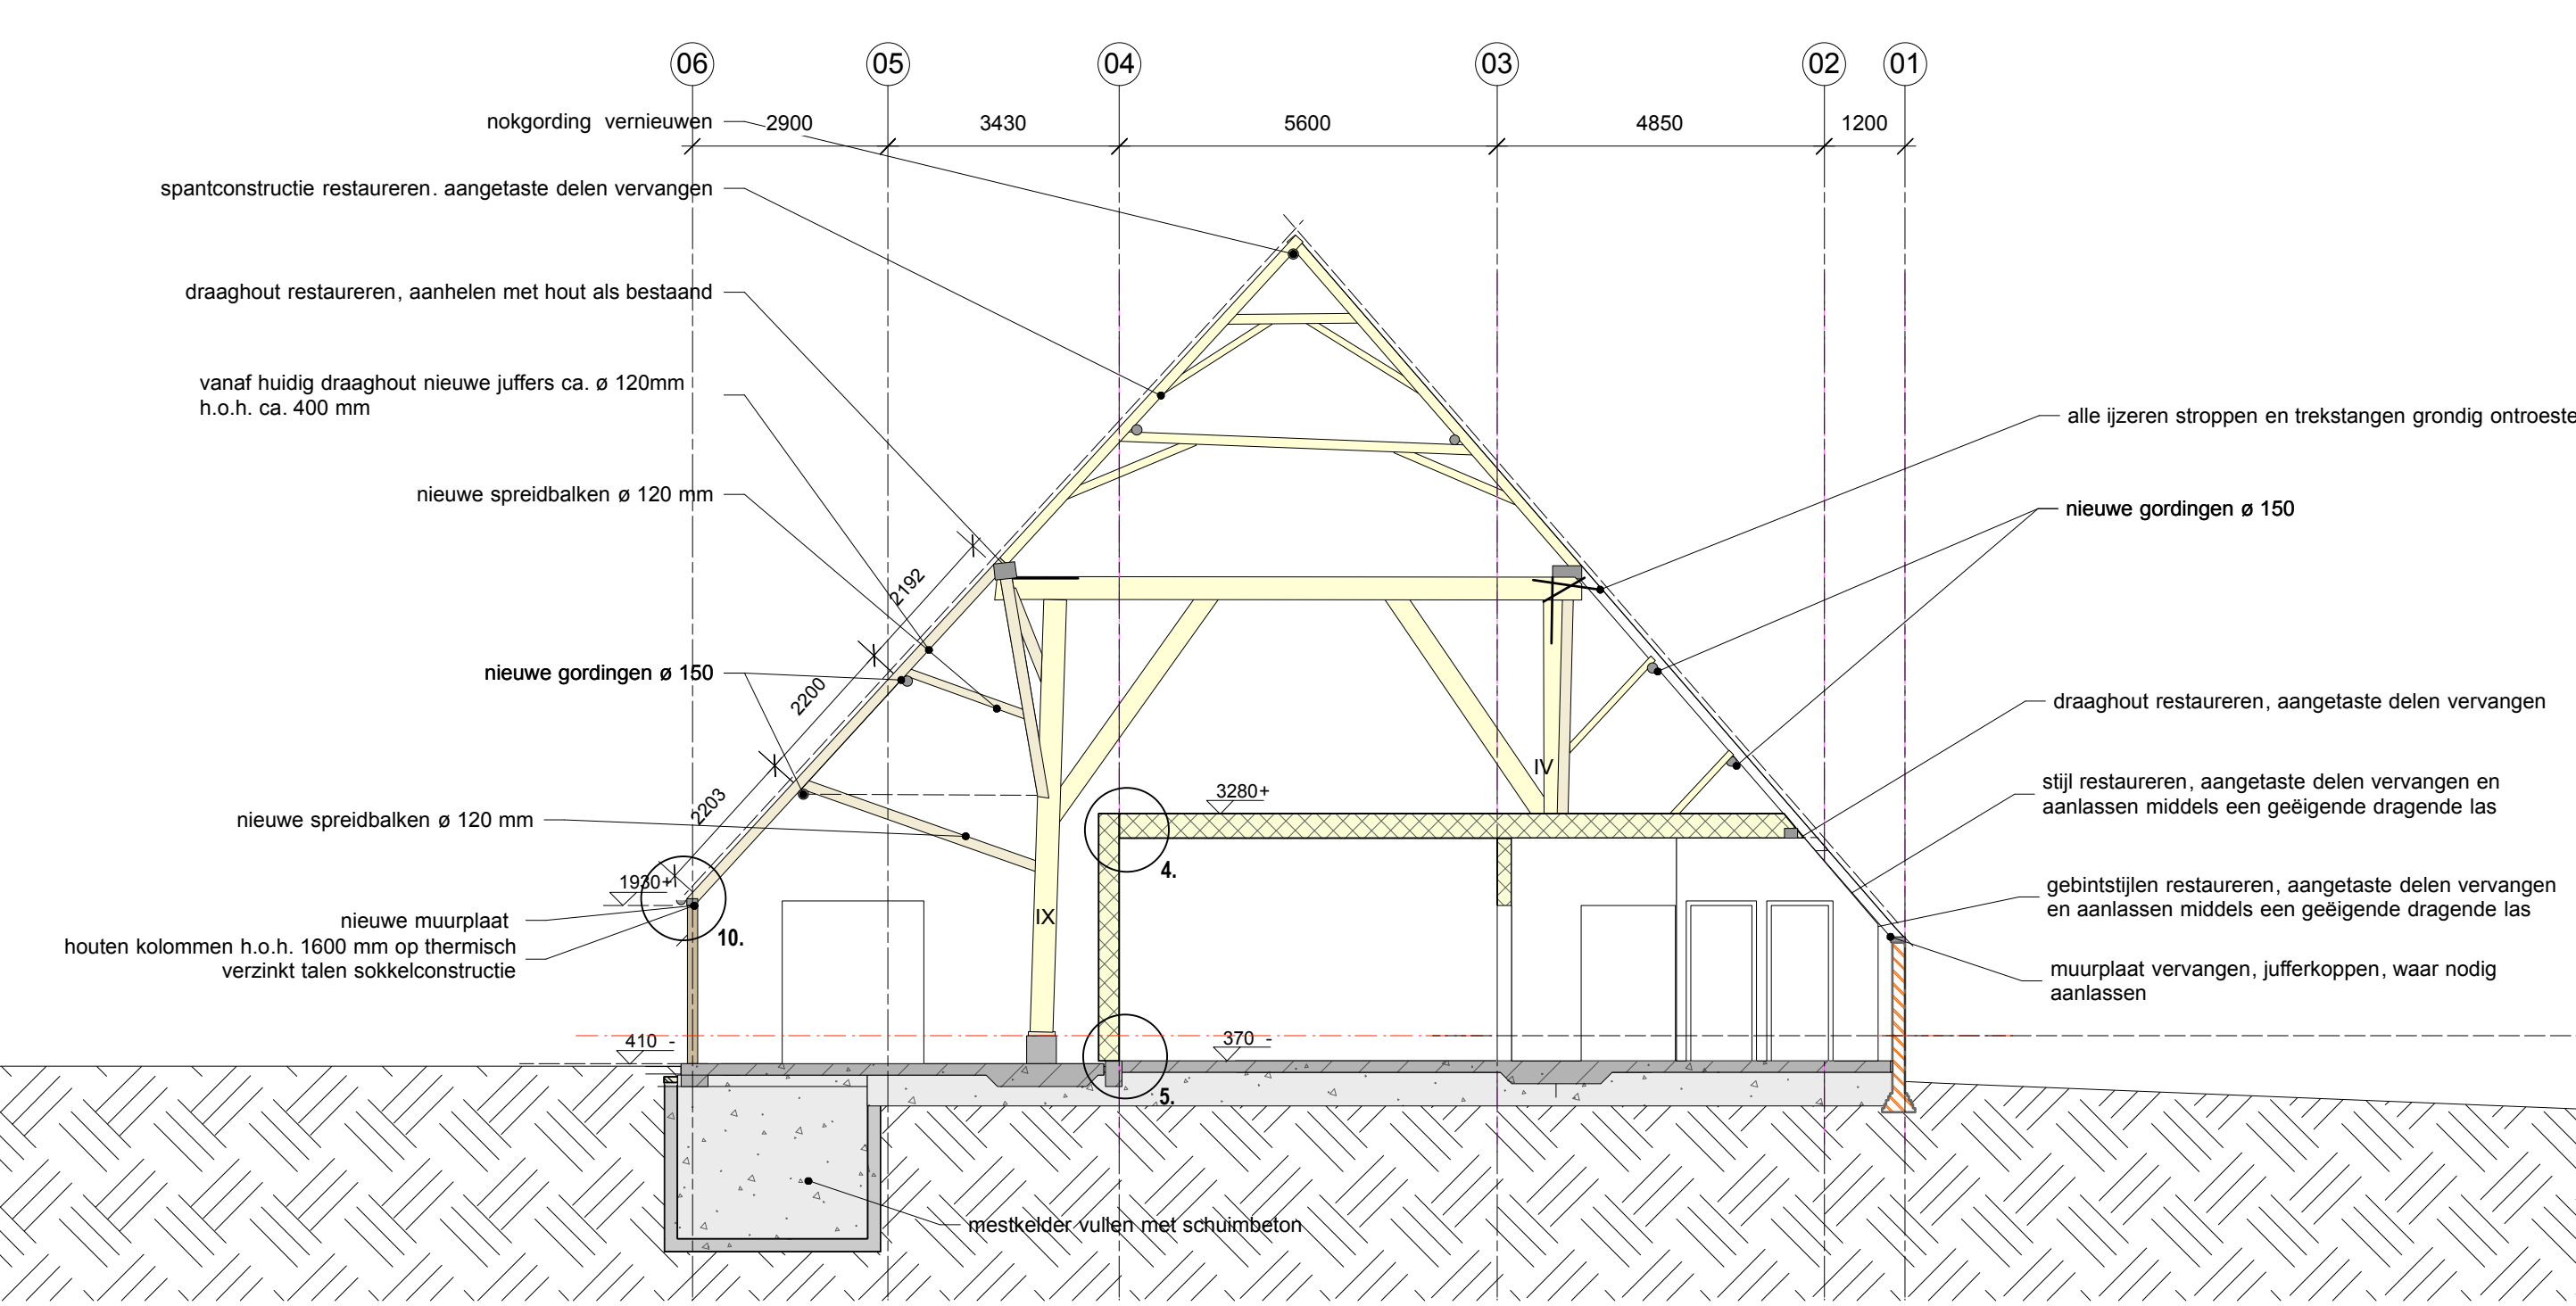 06 05 04 03 02 01
nokgording vernieuwen
2900 3430 5600 4850 1200
spantconstructie restaureren. aangetaste delen vervangen
draaghout restaureren, aanhelen met hout als bestaand
vanaf huidig draaghout nieuwe juffers ca. ø 120mm
h.o.h. ca. 400 mm
alle ijzeren stroppen en trekstangen grondig ontroeste
nieuwe spreidbalken ø 120 mm
nieuwe gordingen ø 150
2192
nieuwe gordingen ø 150
2200
draaghout restaureren, aangetaste delen vervangen
IV
stijl restaureren, aangetaste delen vervangen en
aanlassen middels een geëigende dragende las
3280+
2203
nieuwe spreidbalken ø 120 mm
4.
1930+
gebintstijlen restaureren, aangetaste delen vervangen
en aanlassen middels een geëigende dragende las
nieuwe muurplaat
IX
10.
houten kolommen h.o.h. 1600 mm op thermisch
verzinkt talen sokkelconstructie
muurplaat vervangen, jufferkoppen, waar nodig
aanlassen
410 -
370 -
5.
mestkelder vullen met schuimbeton